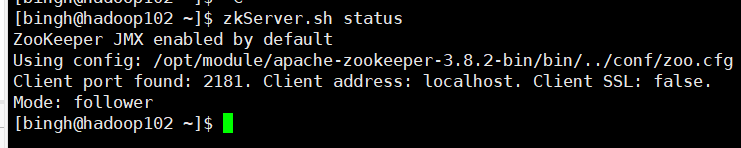 [bingh@hadoop102 ~]$ zkServer.sh status
ZooKeeper JMX enabled by default
Using config: /opt/module/apache-zookeeper-3.8.2-bin/bin/../conf/zoo.cfg
Client port found: 2181. Client address: localhost. Client SSL: false.
Mode: follower
[bingh@hadoop102 ~]$